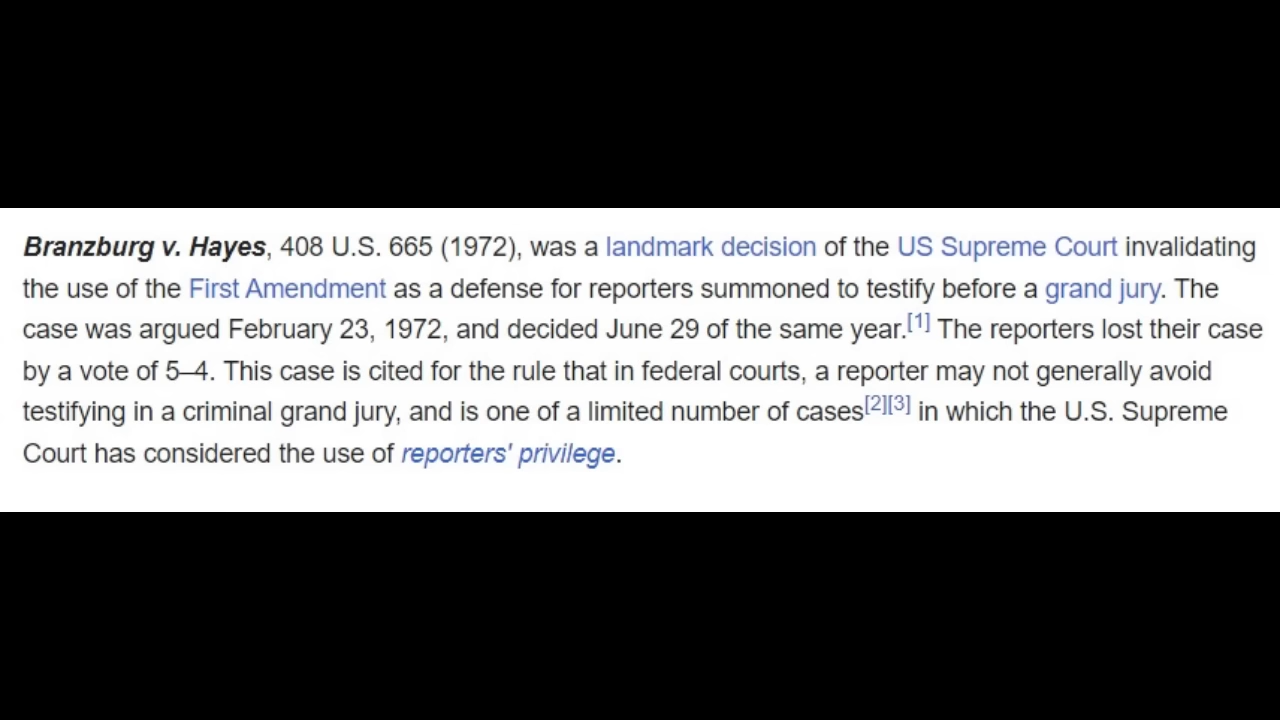 Branzburg v. Hayes, 408 U.S. 665 (1972), was a landmark decision of the US Supreme Court invalidating
the use of the First Amendment as a defense for reporters summoned to testify before a grand jury. The
case was argued February 23, 1972, and decided June 29 of the same year.[1] The reporters lost their case
by a vote of 5–4. This case is cited for the rule that in federal courts, a reporter may not generally avoid
testifying in a criminal grand jury, and is one of a limited number of cases[2][3] in which the U.S. Supreme
Court has considered the use of reporters' privilege.